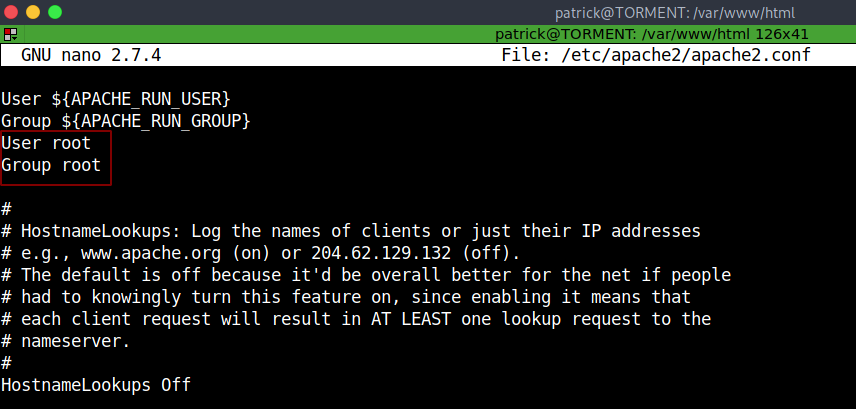 patrick@TORMENT: /var/www/html
patrick@TORMENT: /var/www/html 126x41
GNU nano 2.7.4 File: /etc/apache2/apache2.conf
User ${APACHE_RUN_USER}
Group ${APACHE_RUN_GROUP}
User root
Group root
#
# HostnameLookups: Log the names of clients or just their IP addresses
# e.g., www.apache.org (on) or 204.62.129.132 (off).
# The default is off because it'd be overall better for the net if people
# had to knowingly turn this feature on, since enabling it means that
# each client request will result in AT LEAST one lookup request to the
# nameserver.
#
HostnameLookups Off